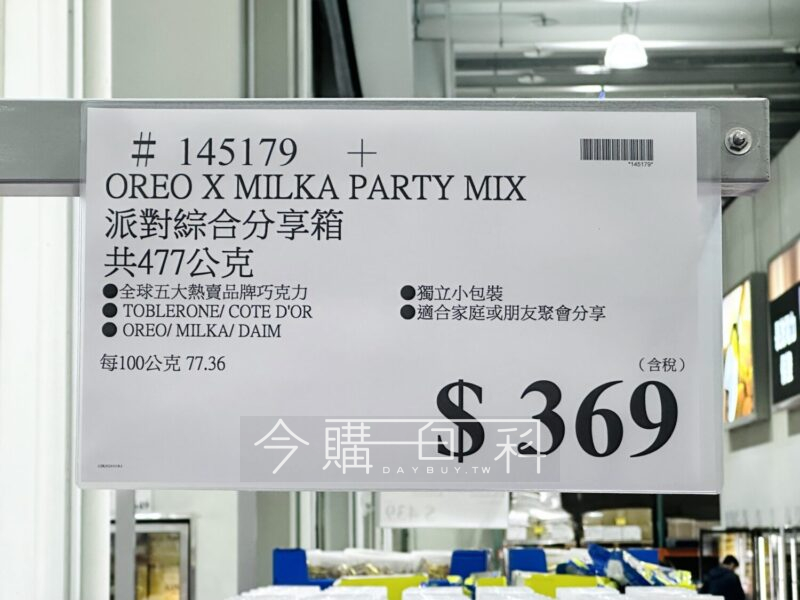 # 145179 +
*145179*
OREO X MILKA PARTY MIX
派對綜合分享箱
共477公克
●全球五大熱賣品牌巧克力
● TOBLERONE/ COTE D'OR
● OREO/ MILKA/ DAIM
●獨立小包裝
●適合家庭或朋友聚會分享
每100公克 77.36
(含稅)
$ 369
今購百科
DAYBUY.TW
$ 439